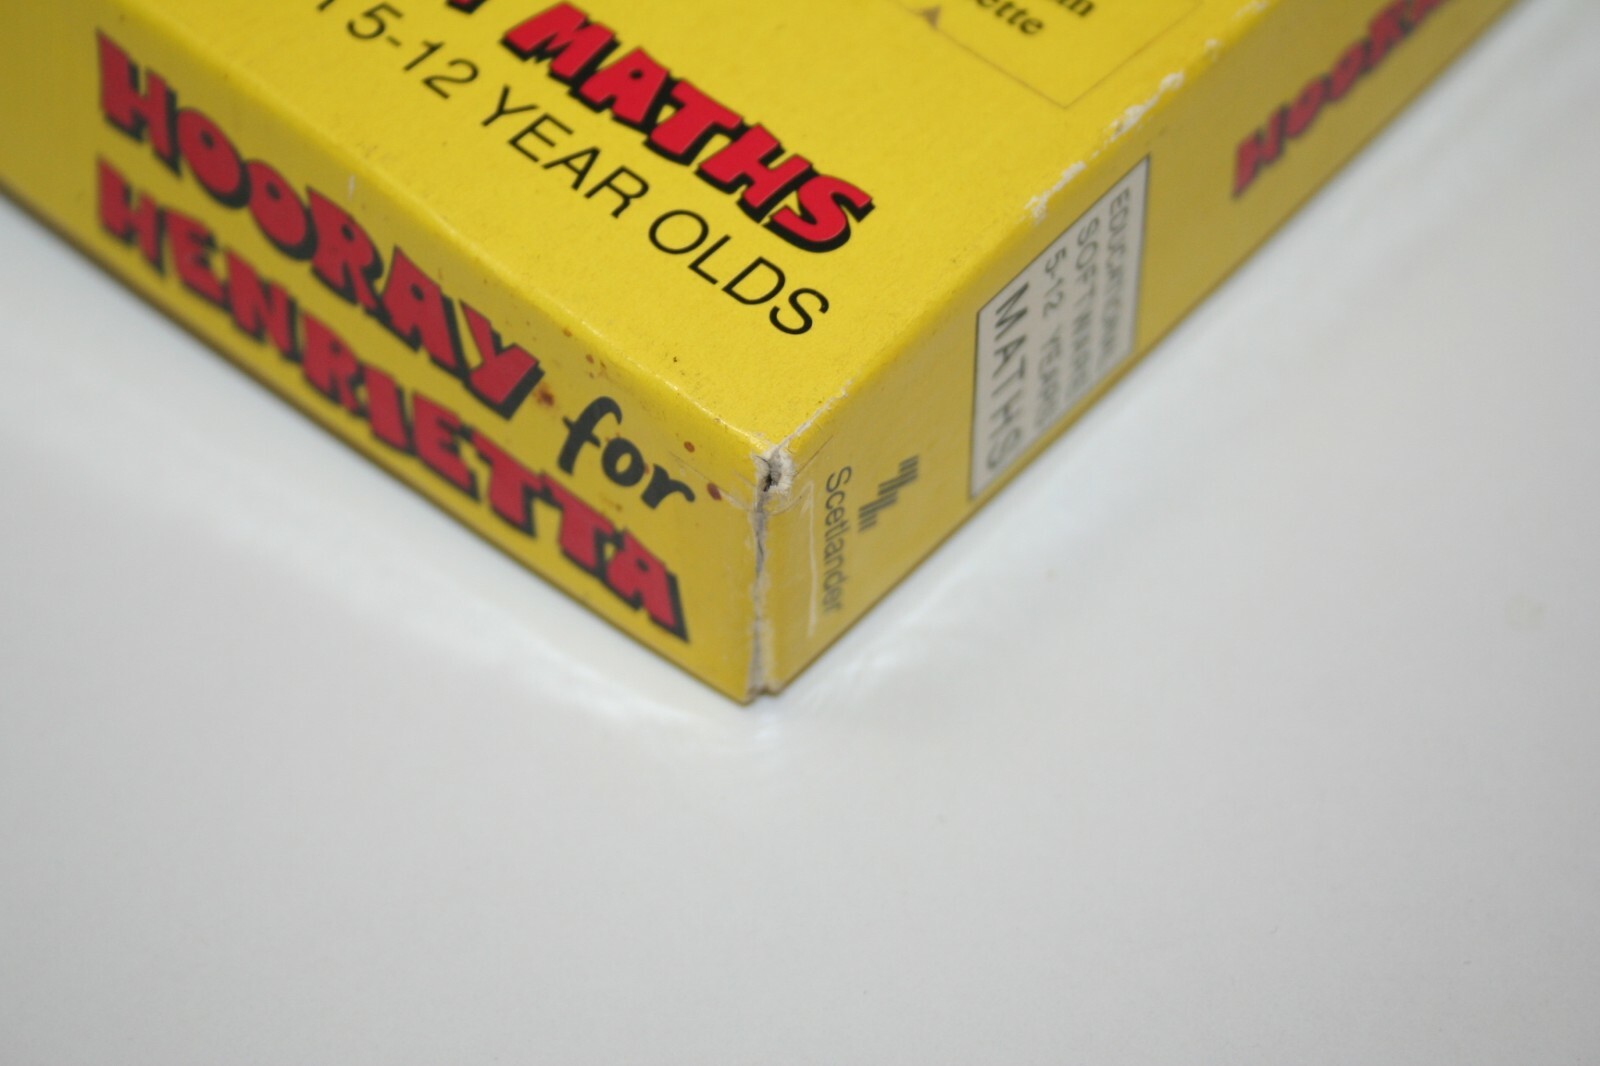 MATHS
5-12 YEAR OLDS
HOORAY for
HENRIETTA
Scetlander
EDUCATIONAL
SOFTWARE
5-12 YEARS
MATHS